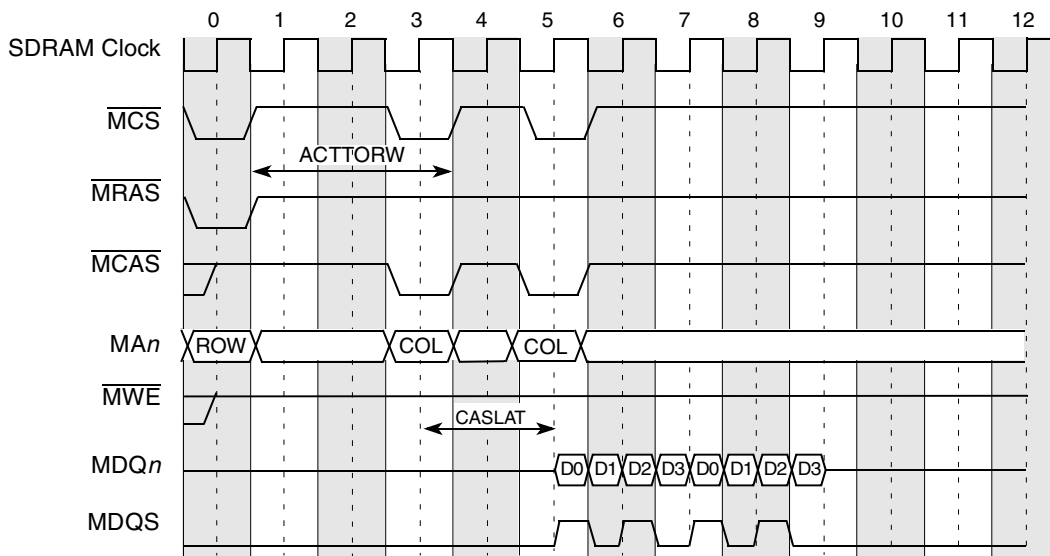 0 1 2 3 4 5 6 7 8 9 10 11 12
SDRAM Clock
MCS
ACTTORW
MRAS
MCAS
MAn ROW COL COL
MWE
CASLAT
MDQn D0 D1 D2 D3 D0 D1 D2 D3
MDQS